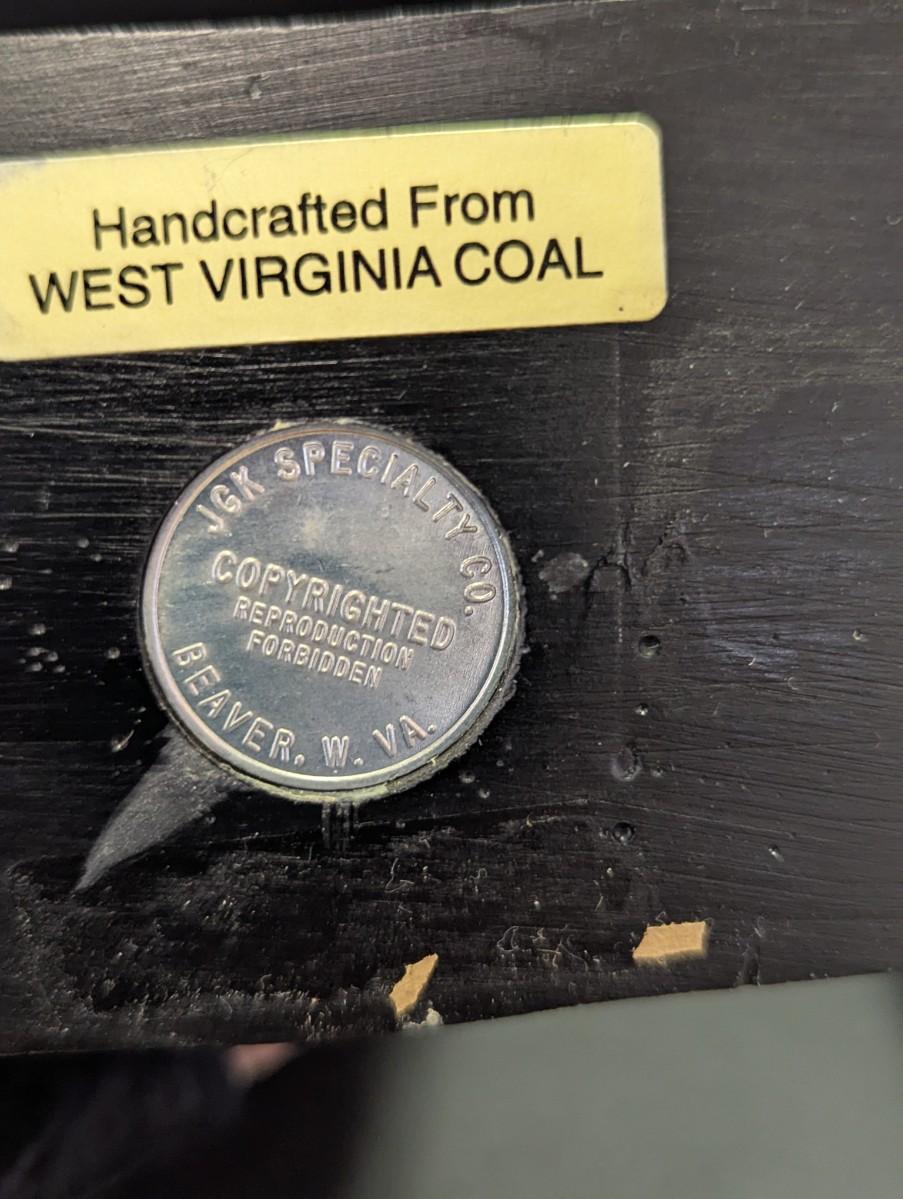 Handcrafted From
WEST VIRGINIA COAL
JGK SPECIALTY CO.
COPYRIGHTED
REPRODUCTION
FORBIDDEN
BEAVER, W. VA.